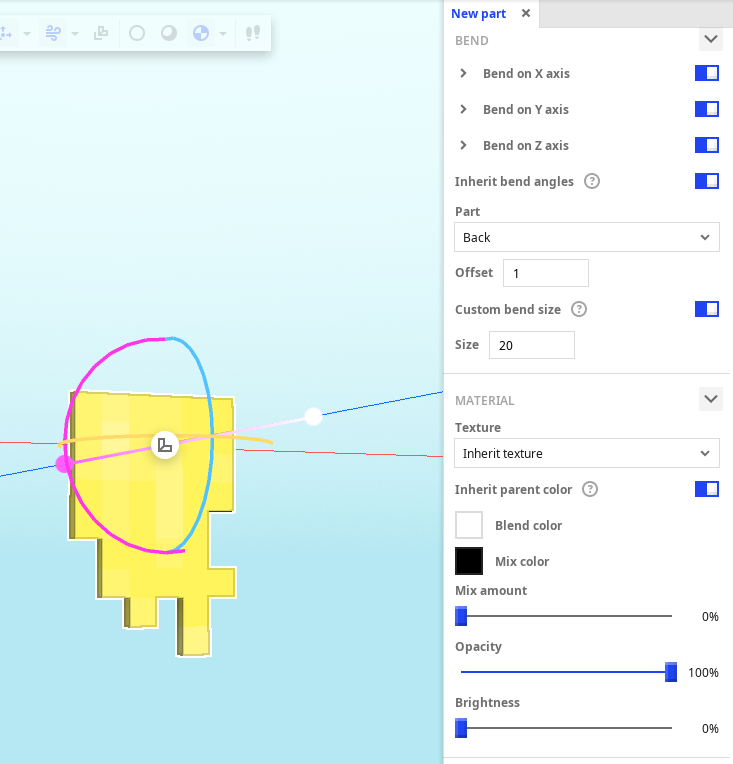 New part
BEND
Bend on X axis
Bend on Y axis
Bend on Z axis
Inherit bend angles ?
Part
Back
Offset 1
Custom bend size ?
Size 20
MATERIAL
Texture
Inherit texture
Inherit parent color ?
Blend color
Mix color
Mix amount
0%
Opacity
100%
Brightness
0%